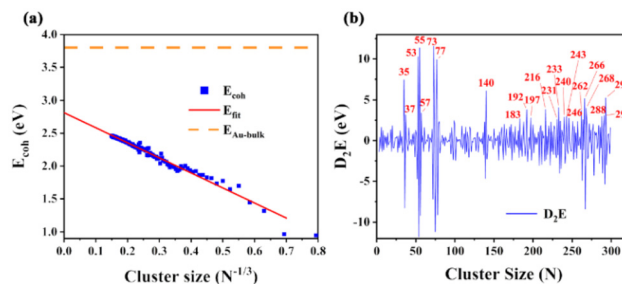 (a)
4.0
3.5
3.0
2.5
2.0
1.5
1.0
E_coh (eV)
E_coh
E_fit
E_Au-bulk
0.0 0.1 0.2 0.3 0.4 0.5 0.6 0.7 0.8
Cluster size (N^-1/3)
(b)
10
5
0
-5
-10
D₂E (eV)
35
37
53
55
57
73
77
140
183
192
197
216
231
233
240
243
246
262
266
268
288
D₂E
0 50 100 150 200 250 300
Cluster Size (N)